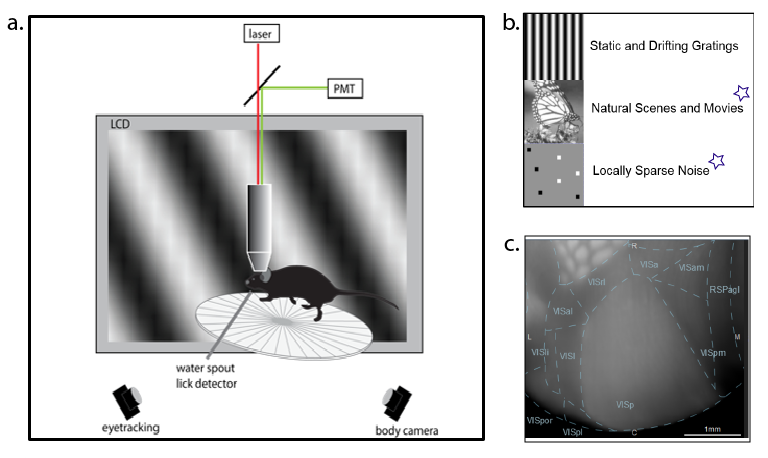 a.
laser
PMT
LCD
water spout
lick detector
eyetracking
body camera
b.
Static and Drifting Gratings
Natural Scenes and Movies
Locally Sparse Noise
c.
R
VISa
VISam
VISrl
RSPagl
VISal
L
M
VISli
VISl
VISpm
VISp
VISpor
VISpl
C
1mm